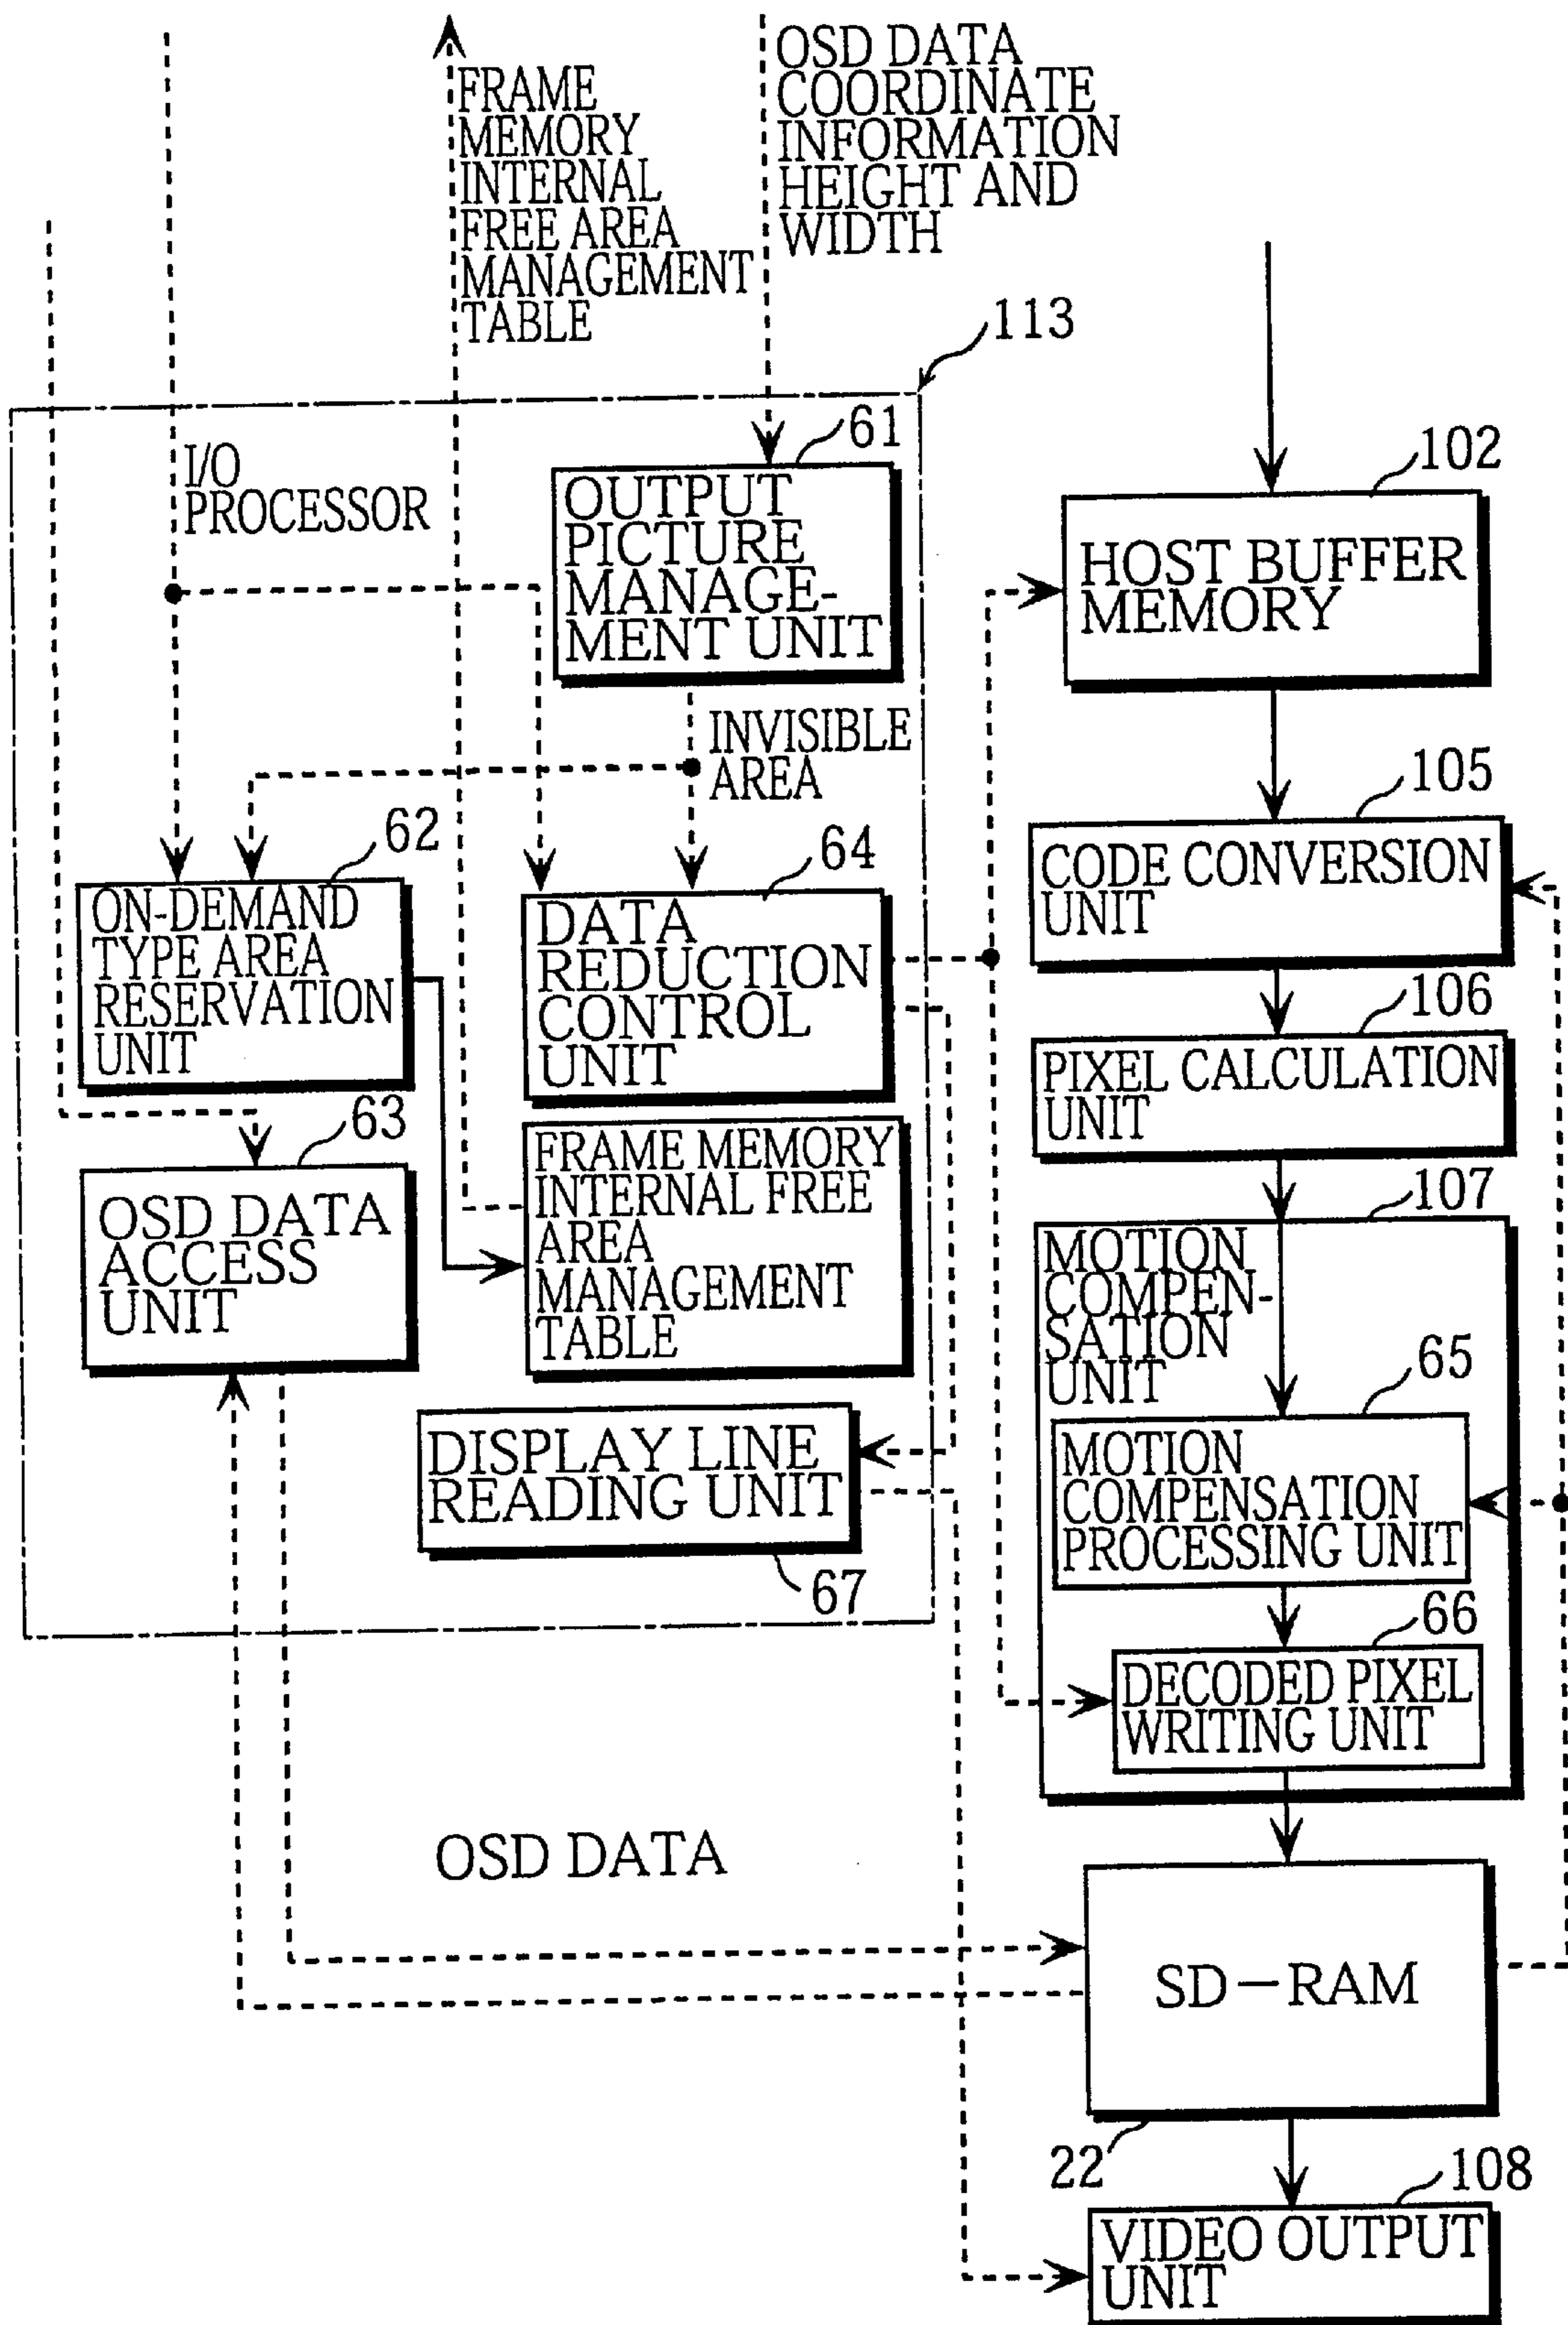 FRAME
MEMORY
INTERNAL
FREE AREA
MANAGEMENT
TABLE
OSD DATA
COORDINATE
INFORMATION
HEIGHT AND
WIDTH
113
I/O
PROCESSOR
61
OUTPUT
PICTURE
MANAGE-
MENT UNIT
102
HOST BUFFER
MEMORY
INVISIBLE
AREA
105
CODE CONVERSION
UNIT
62
ON-DEMAND
TYPE AREA
RESERVATION
UNIT
64
DATA
REDUCTION
CONTROL
UNIT
106
PIXEL CALCULATION
UNIT
63
OSD DATA
ACCESS
UNIT
FRAME MEMORY
INTERNAL FREE
AREA
MANAGEMENT
TABLE
107
MOTION
COMPEN-
SATION
UNIT
65
MOTION
COMPENSATION
PROCESSING UNIT
DISPLAY LINE
READING UNIT
67
66
DECODED PIXEL
WRITING UNIT
OSD DATA
SD－RAM
22
108
VIDEO OUTPUT
UNIT